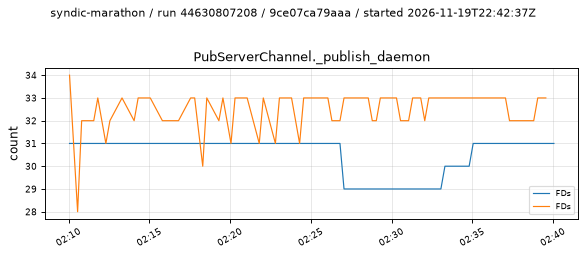 syndic-marathon / run 44630807208 / 9ce07ca79aaa / started 2026-11-19T22:42:37Z
PubServerChannel._publish_daemon
34
33
32
31
30
29
28
count
FDs
FDs
02:10
02:15
02:20
02:25
02:30
02:35
02:40